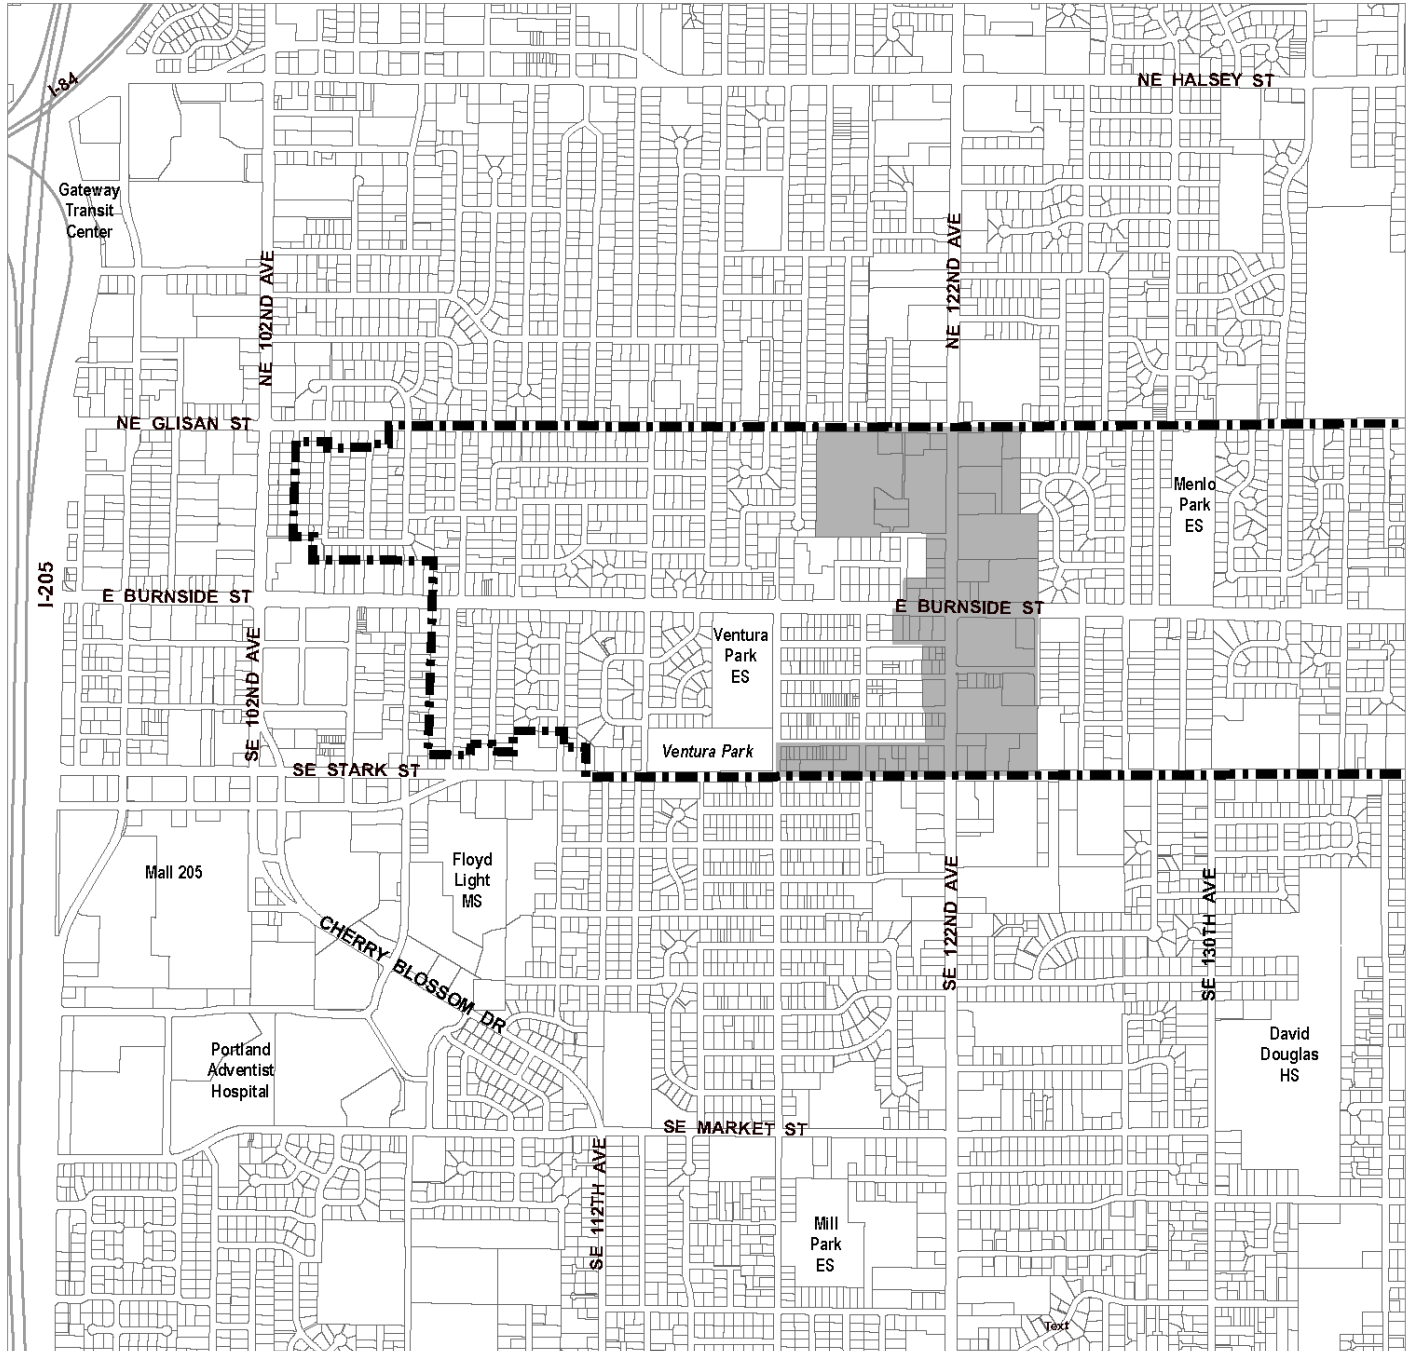 I-84
NE HALSEY ST
Gateway
Transit
Center
NE 102ND AVE
NE 122ND AVE
NE GLISAN ST
Menlo
Park
ES
I-205
E BURNSIDE ST
E BURNSIDE ST
SE 102ND AVE
Ventura
Park
ES
Ventura Park
SE STARK ST
Mall 205
Floyd
Light
MS
SE 122ND AVE
SE 130TH AVE
CHERRY BLOSSOM DR
Portland
Adventist
Hospital
David
Douglas
HS
SE MARKET ST
SE 112TH AVE
Mill
Park
ES
Text